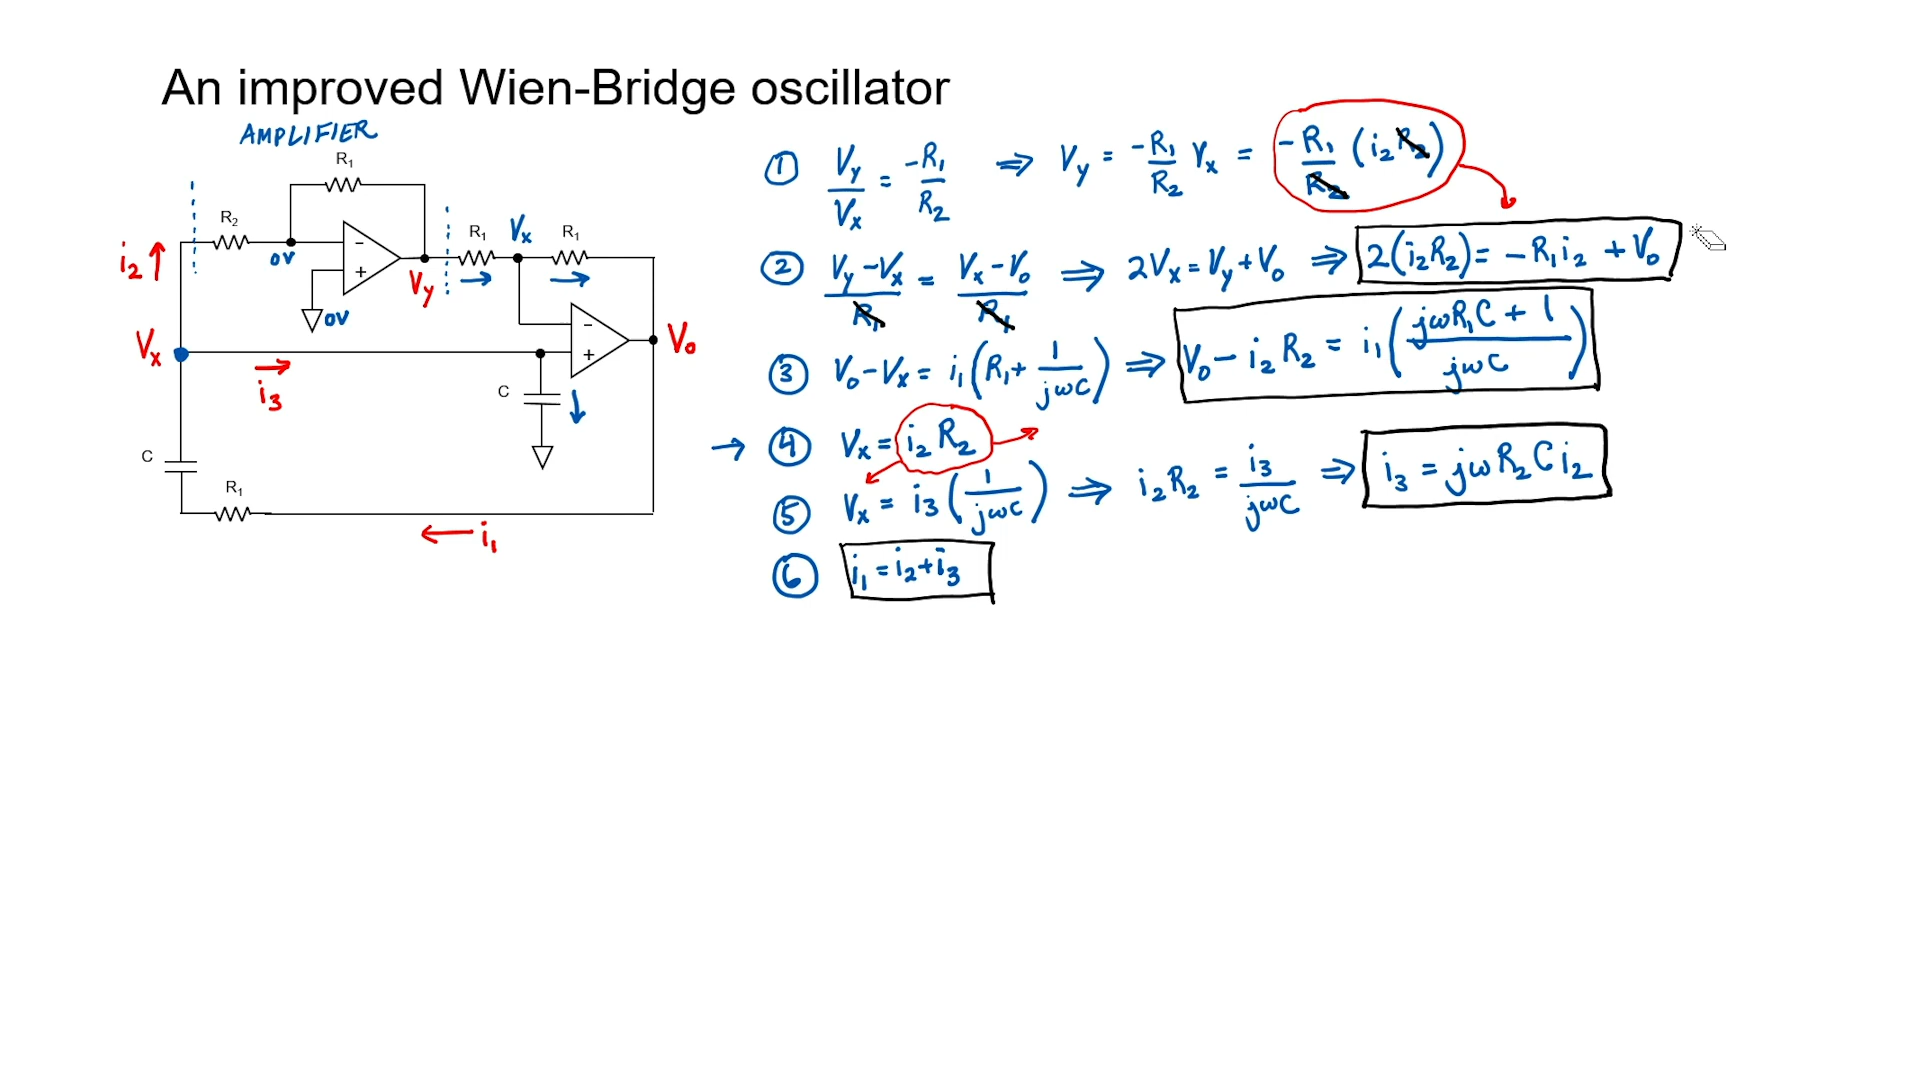 An improved Wien-Bridge oscillator
AMPLIFIER
R₁
R₂
i₂
0V
−
+
0V
Vy
R₁
Vx
R₁
−
+
V₀
Vx
i₃
C
C
R₁
i₁
① Vy/Vx = -R₁/R₂ ⇒ Vy = -R₁/R₂ Vx = -R₁/R₂ (i₂R₂)
② (Vy-Vx)/R₁ = (Vx-V₀)/R₁ ⇒ 2Vx = Vy + V₀ ⇒ 2(i₂R₂) = -R₁i₂ + V₀
③ V₀-Vx = i₁(R₁ + 1/jωC) ⇒ V₀ - i₂R₂ = i₁((jωR₁C + 1)/jωC)
→ ④ Vx = i₂R₂
⑤ Vx = i₃(1/jωC) ⇒ i₂R₂ = i₃/jωC ⇒ i₃ = jωR₂Ci₂
⑥ i₁ = i₂+i₃